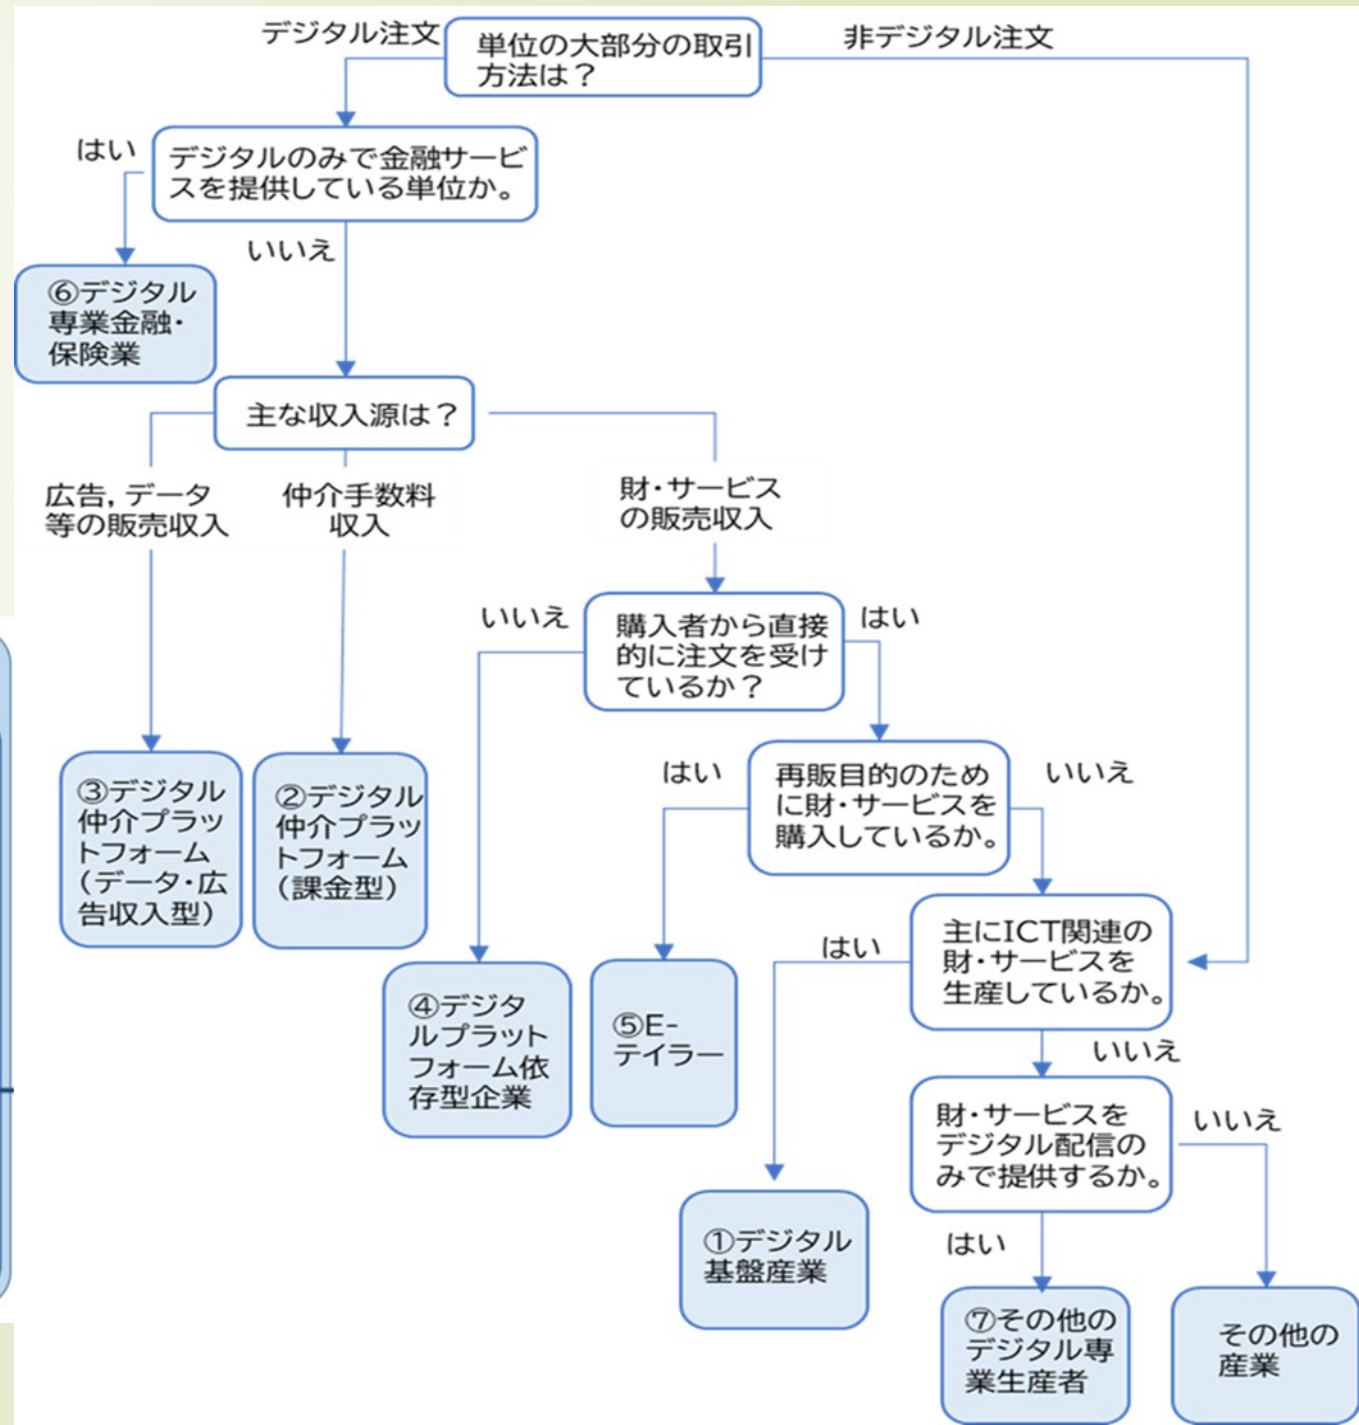 デジタル注文
単位の大部分の取引
方法は？
非デジタル注文
はい
デジタルのみで金融サービ
スを提供している単位か。
いいえ
⑥デジタル
専業金融・
保険業
主な収入源は？
広告，データ
等の販売収入
仲介手数料
収入
財・サービス
の販売収入
いいえ
購入者から直接
的に注文を受け
ているか？
はい
③デジタル
仲介プラッ
トフォーム
（データ・広
告収入型）
②デジタル
仲介プラッ
トフォーム
（課金型）
はい
再販目的のため
に財・サービスを
購入しているか。
いいえ
④デジタ
ルプラット
フォーム依
存型企業
⑤E-
テイラー
はい
主にICT関連の
財・サービスを
生産しているか。
いいえ
財・サービスを
デジタル配信の
みで提供するか。
いいえ
①デジタル
基盤産業
はい
⑦その他の
デジタル専
業生産者
その他の
産業